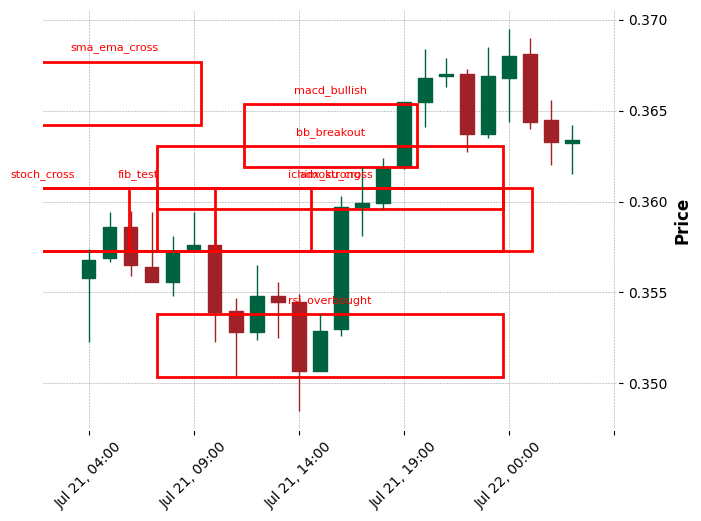 sma_ema_cross
macd_bullish
bb_breakout
stoch_cross
fib_test
rsi_overbought
0.370
0.365
0.360
0.355
0.350
Price
Jul 21, 04:00
Jul 21, 09:00
Jul 21, 14:00
Jul 21, 19:00
Jul 22, 00:00